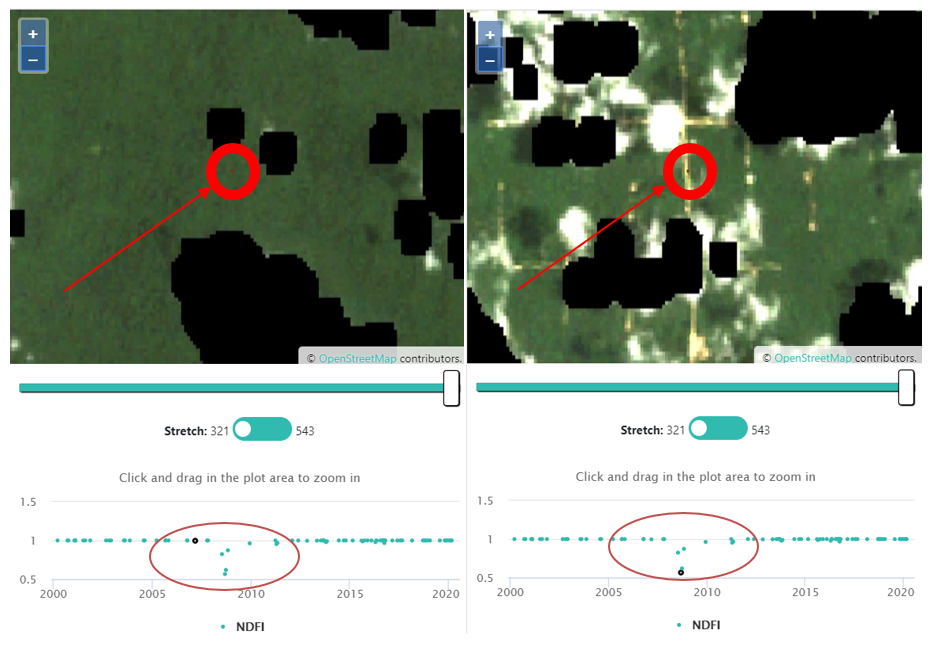 +
–
© OpenStreetMap contributors.
Stretch: 321 543
Click and drag in the plot area to zoom in
1.5
1
0.5
2000 2005 2010 2015 2020
NDFI
+
–
© OpenStreetMap contributors.
Stretch: 321 543
Click and drag in the plot area to zoom in
1.5
1
0.5
2000 2005 2010 2015 2020
NDFI